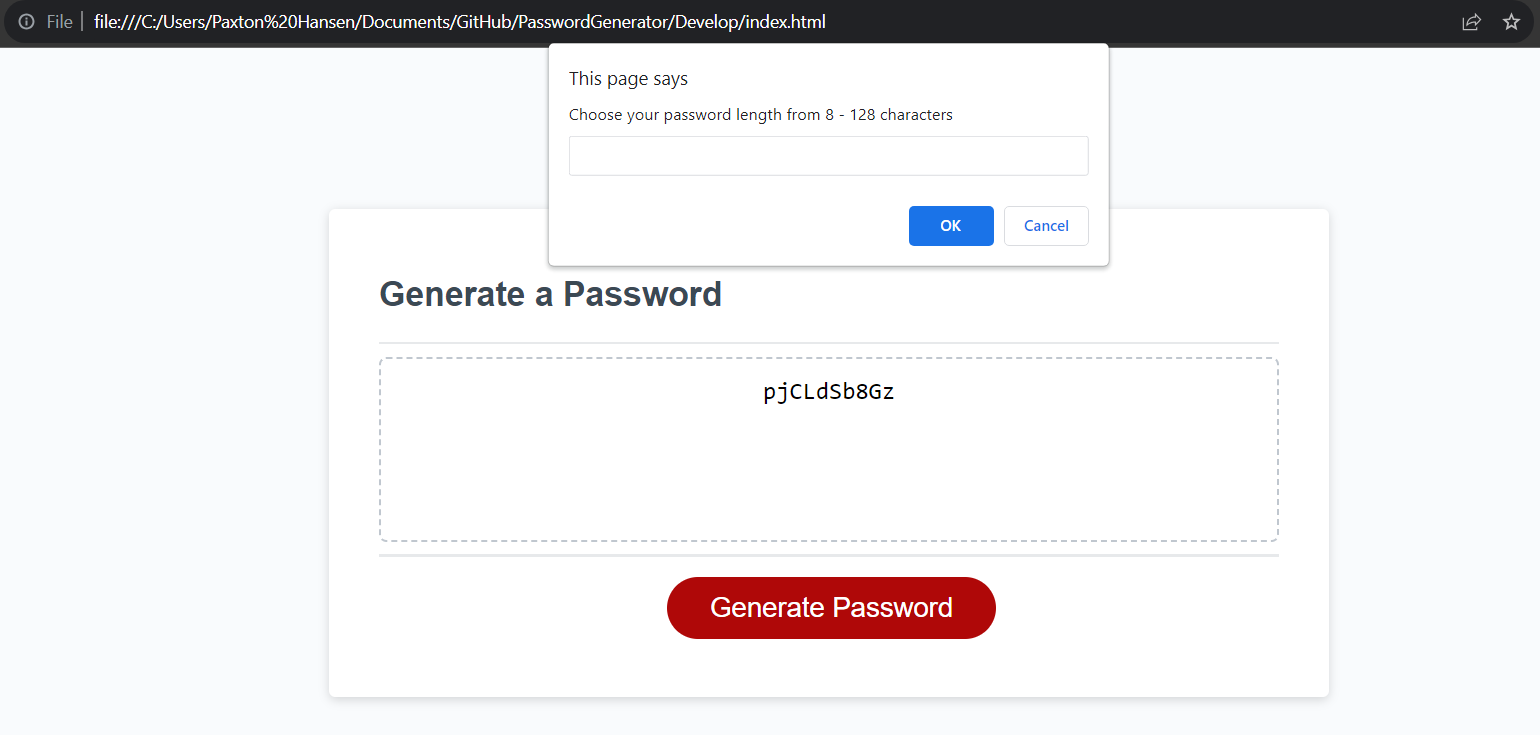 File file:///C:/Users/Paxton%20Hansen/Documents/GitHub/PasswordGenerator/Develop/index.html
This page says
Choose your password length from 8 - 128 characters
OK Cancel
Generate a Password
pjCLdSb8Gz
Generate Password